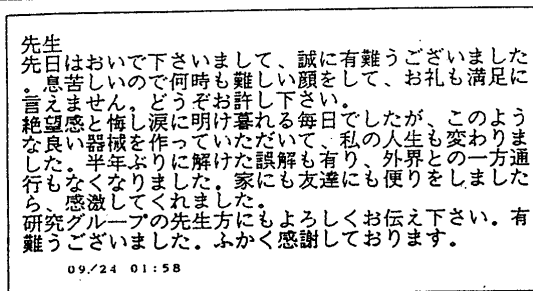 先生
先日はおいで下さいまして、誠に有難うございました
。息苦しいので何時も難しい顔をして、お礼も満足に
言えません。どうぞお許し下さい。
絶望感と悔し涙に明け暮れる毎日でしたが、このよう
な良い器械を作っていただいて、私の人生も変わりま
した。半年ぶりに解けた誤解も有り、外界との一方通
行もなくなりました。家にも友達にも便りをしました
ら、感激してくれました。
研究グループの先生方にもよろしくお伝え下さい。有
難うございました。ふかく感謝しております。
09/24 01:58